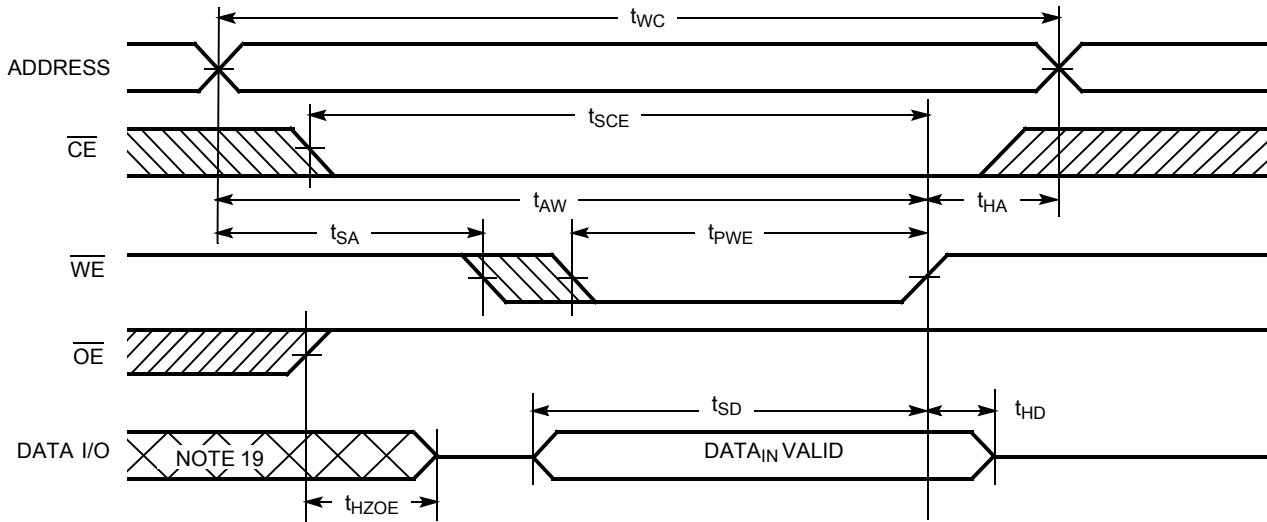 tWC
ADDRESS
tSCE
CE
tAW
tHA
tSA
tPWE
WE
OE
tSD
tHD
DATA I/O
NOTE 19
DATAIN VALID
tHZOE